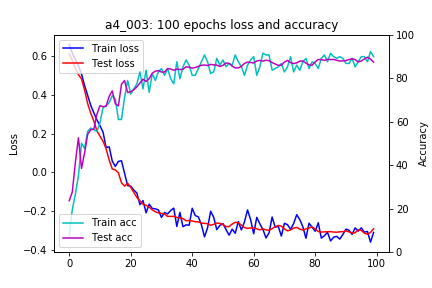 a4_003: 100 epochs loss and accuracy
Train loss
Test loss
Train acc
Test acc
Loss
0.6
0.4
0.2
0.0
−0.2
−0.4
Accuracy
100
80
60
40
20
0
0 20 40 60 80 100